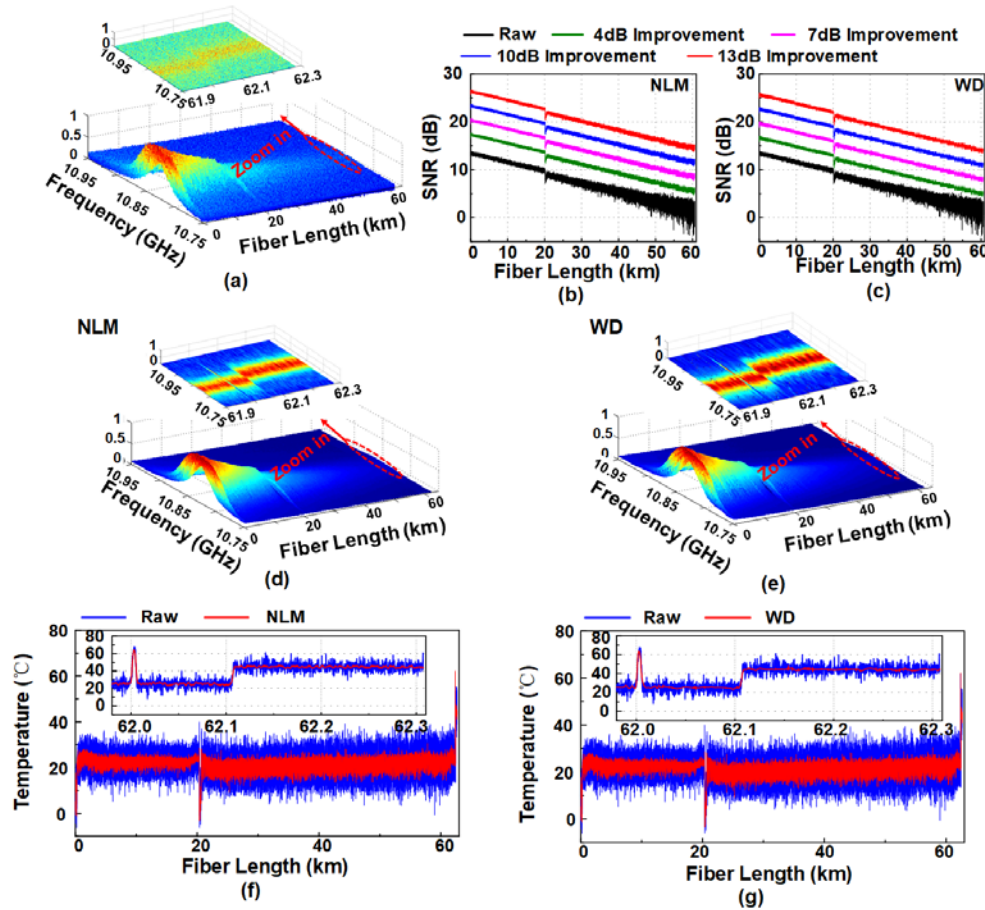 1
0
10.95
10.75
61.9
62.1
62.3
1
0.5
0
10.95
10.85
10.75
Frequency (GHz)
Zoom in
0
20
40
60
Fiber Length (km)
(a)
Raw 4dB Improvement 7dB Improvement
10dB Improvement 13dB Improvement
30
20
10
0
SNR (dB)
NLM
0 10 20 30 40 50 60
Fiber Length (km)
(b)
30
20
10
0
SNR (dB)
WD
0 10 20 30 40 50 60
Fiber Length (km)
(c)
NLM
1
0
10.95
10.75
61.9
62.1
62.3
1
0.5
0
10.95
10.85
10.75
Frequency (GHz)
Zoom in
0
20
40
60
Fiber Length (km)
(d)
WD
1
0
10.95
10.75
61.9
62.1
62.3
1
0.5
0
10.95
10.85
10.75
Frequency (GHz)
Zoom in
0
20
40
60
Fiber Length (km)
(e)
Raw NLM
80
60
40
20
0
Temperature (℃)
80
60
40
20
0
62.0 62.1 62.2 62.3
0 20 40 60
Fiber Length (km)
(f)
Raw WD
80
60
40
20
0
Temperature (℃)
80
60
40
20
0
62.0 62.1 62.2 62.3
0 20 40 60
Fiber Length (km)
(g)